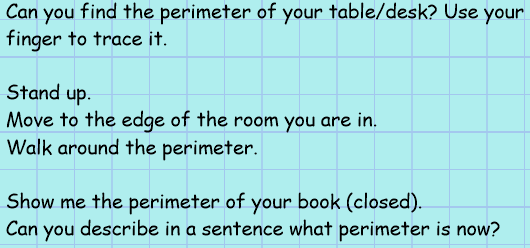 Can you find the perimeter of your table/desk? Use your
finger to trace it.
Stand up.
Move to the edge of the room you are in.
Walk around the perimeter.
Show me the perimeter of your book (closed).
Can you describe in a sentence what perimeter is now?